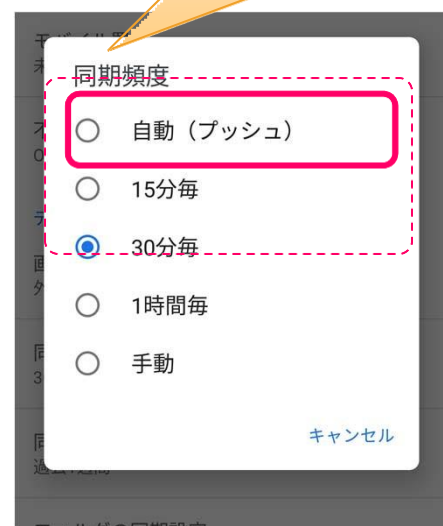 同期頻度
自動（プッシュ）
15分毎
30分毎
1時間毎
手動
キャンセル